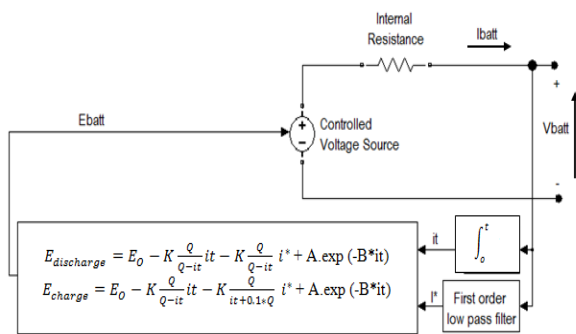 Internal
Resistance
Ibatt
+
Vbatt
-
Ebatt
+
−
Controlled
Voltage Source
E_discharge = E_O − K Q/(Q−it) it − K Q/(Q−it) i* + A.exp (-B*it)
E_charge = E_O − K Q/(Q−it) it − K Q/(it+0.1*Q) i* + A.exp (-B*it)
it
∫_o^t
I*
First order
low pass filter